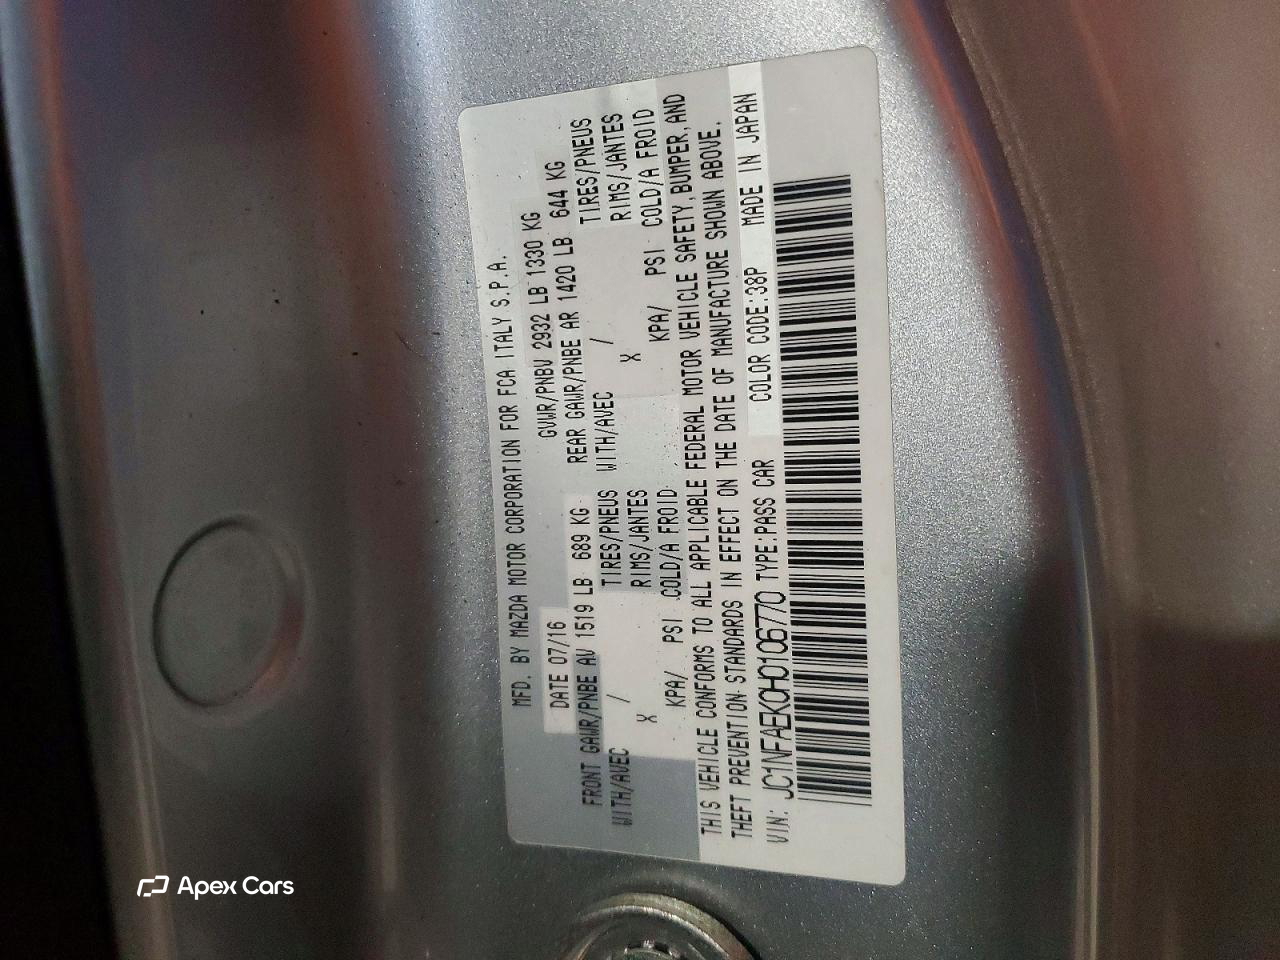 MFD. BY MAZDA MOTOR CORPORATION FOR FCA ITALY S.P.A.
DATE 07/16 GVWR/PNBV 2932 LB 1330 KG
FRONT GAWR/PNBE AV 1519 LB 689 KG REAR GAWR/PNBE AR 1420 LB 644 KG
WITH/AVEC / TIRES/PNEUS WITH/AVEC / TIRES/PNEUS
X RIMS/JANTES X RIMS/JANTES
KPA/ PSI COLD/A FROID KPA/ PSI COLD/A FROID
THIS VEHICLE CONFORMS TO ALL APPLICABLE FEDERAL MOTOR VEHICLE SAFETY, BUMPER, AND
THEFT PREVENTION STANDARDS IN EFFECT ON THE DATE OF MANUFACTURE SHOWN ABOVE.
VIN: JC1NFAEK0H0106770 TYPE:PASS CAR COLOR CODE:38P MADE IN JAPAN
Apex Cars